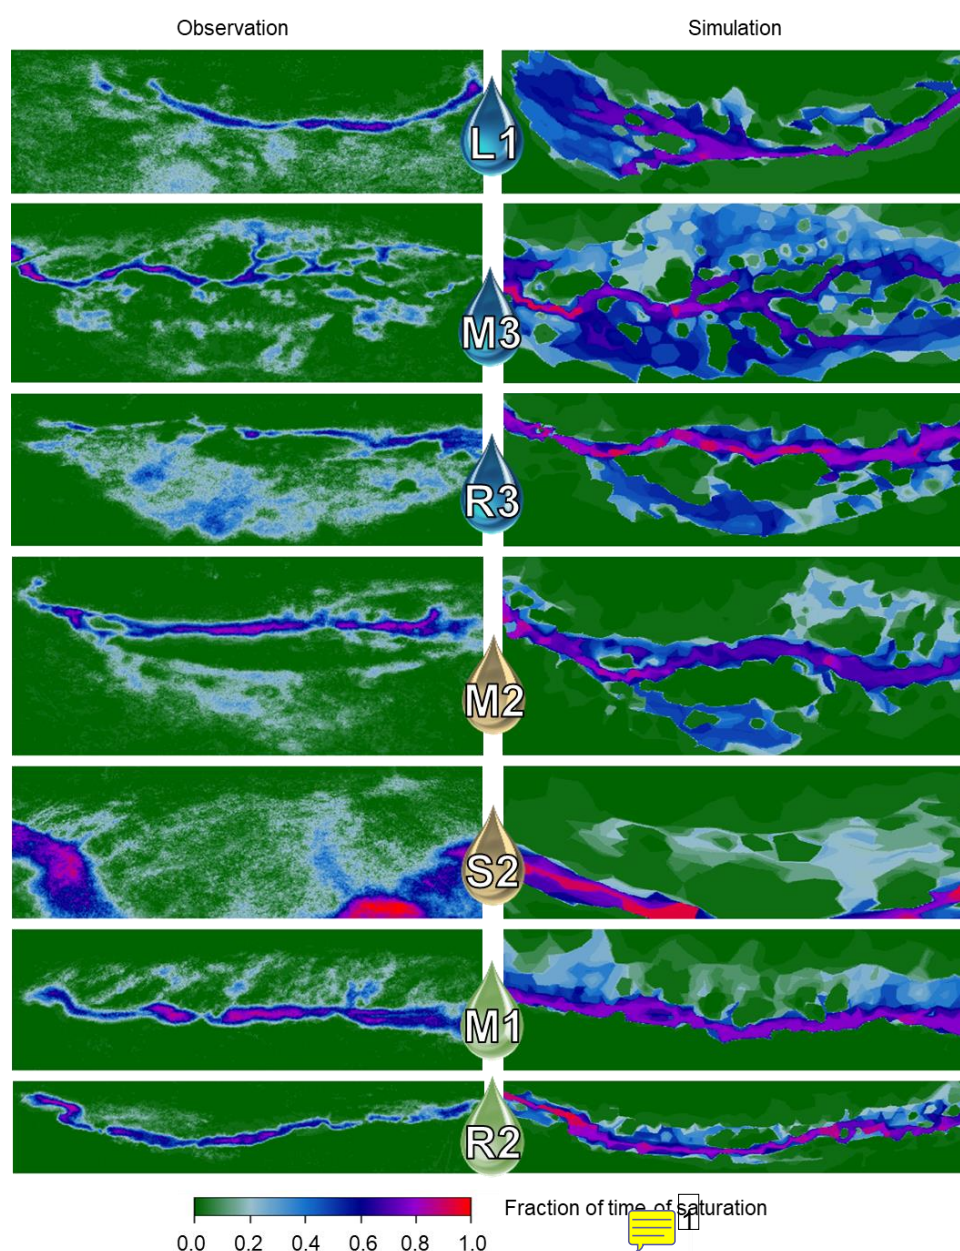 Observation Simulation
L1
M3
R3
M2
S2
M1
R2
Fraction of time of saturation
1
0.0 0.2 0.4 0.6 0.8 1.0